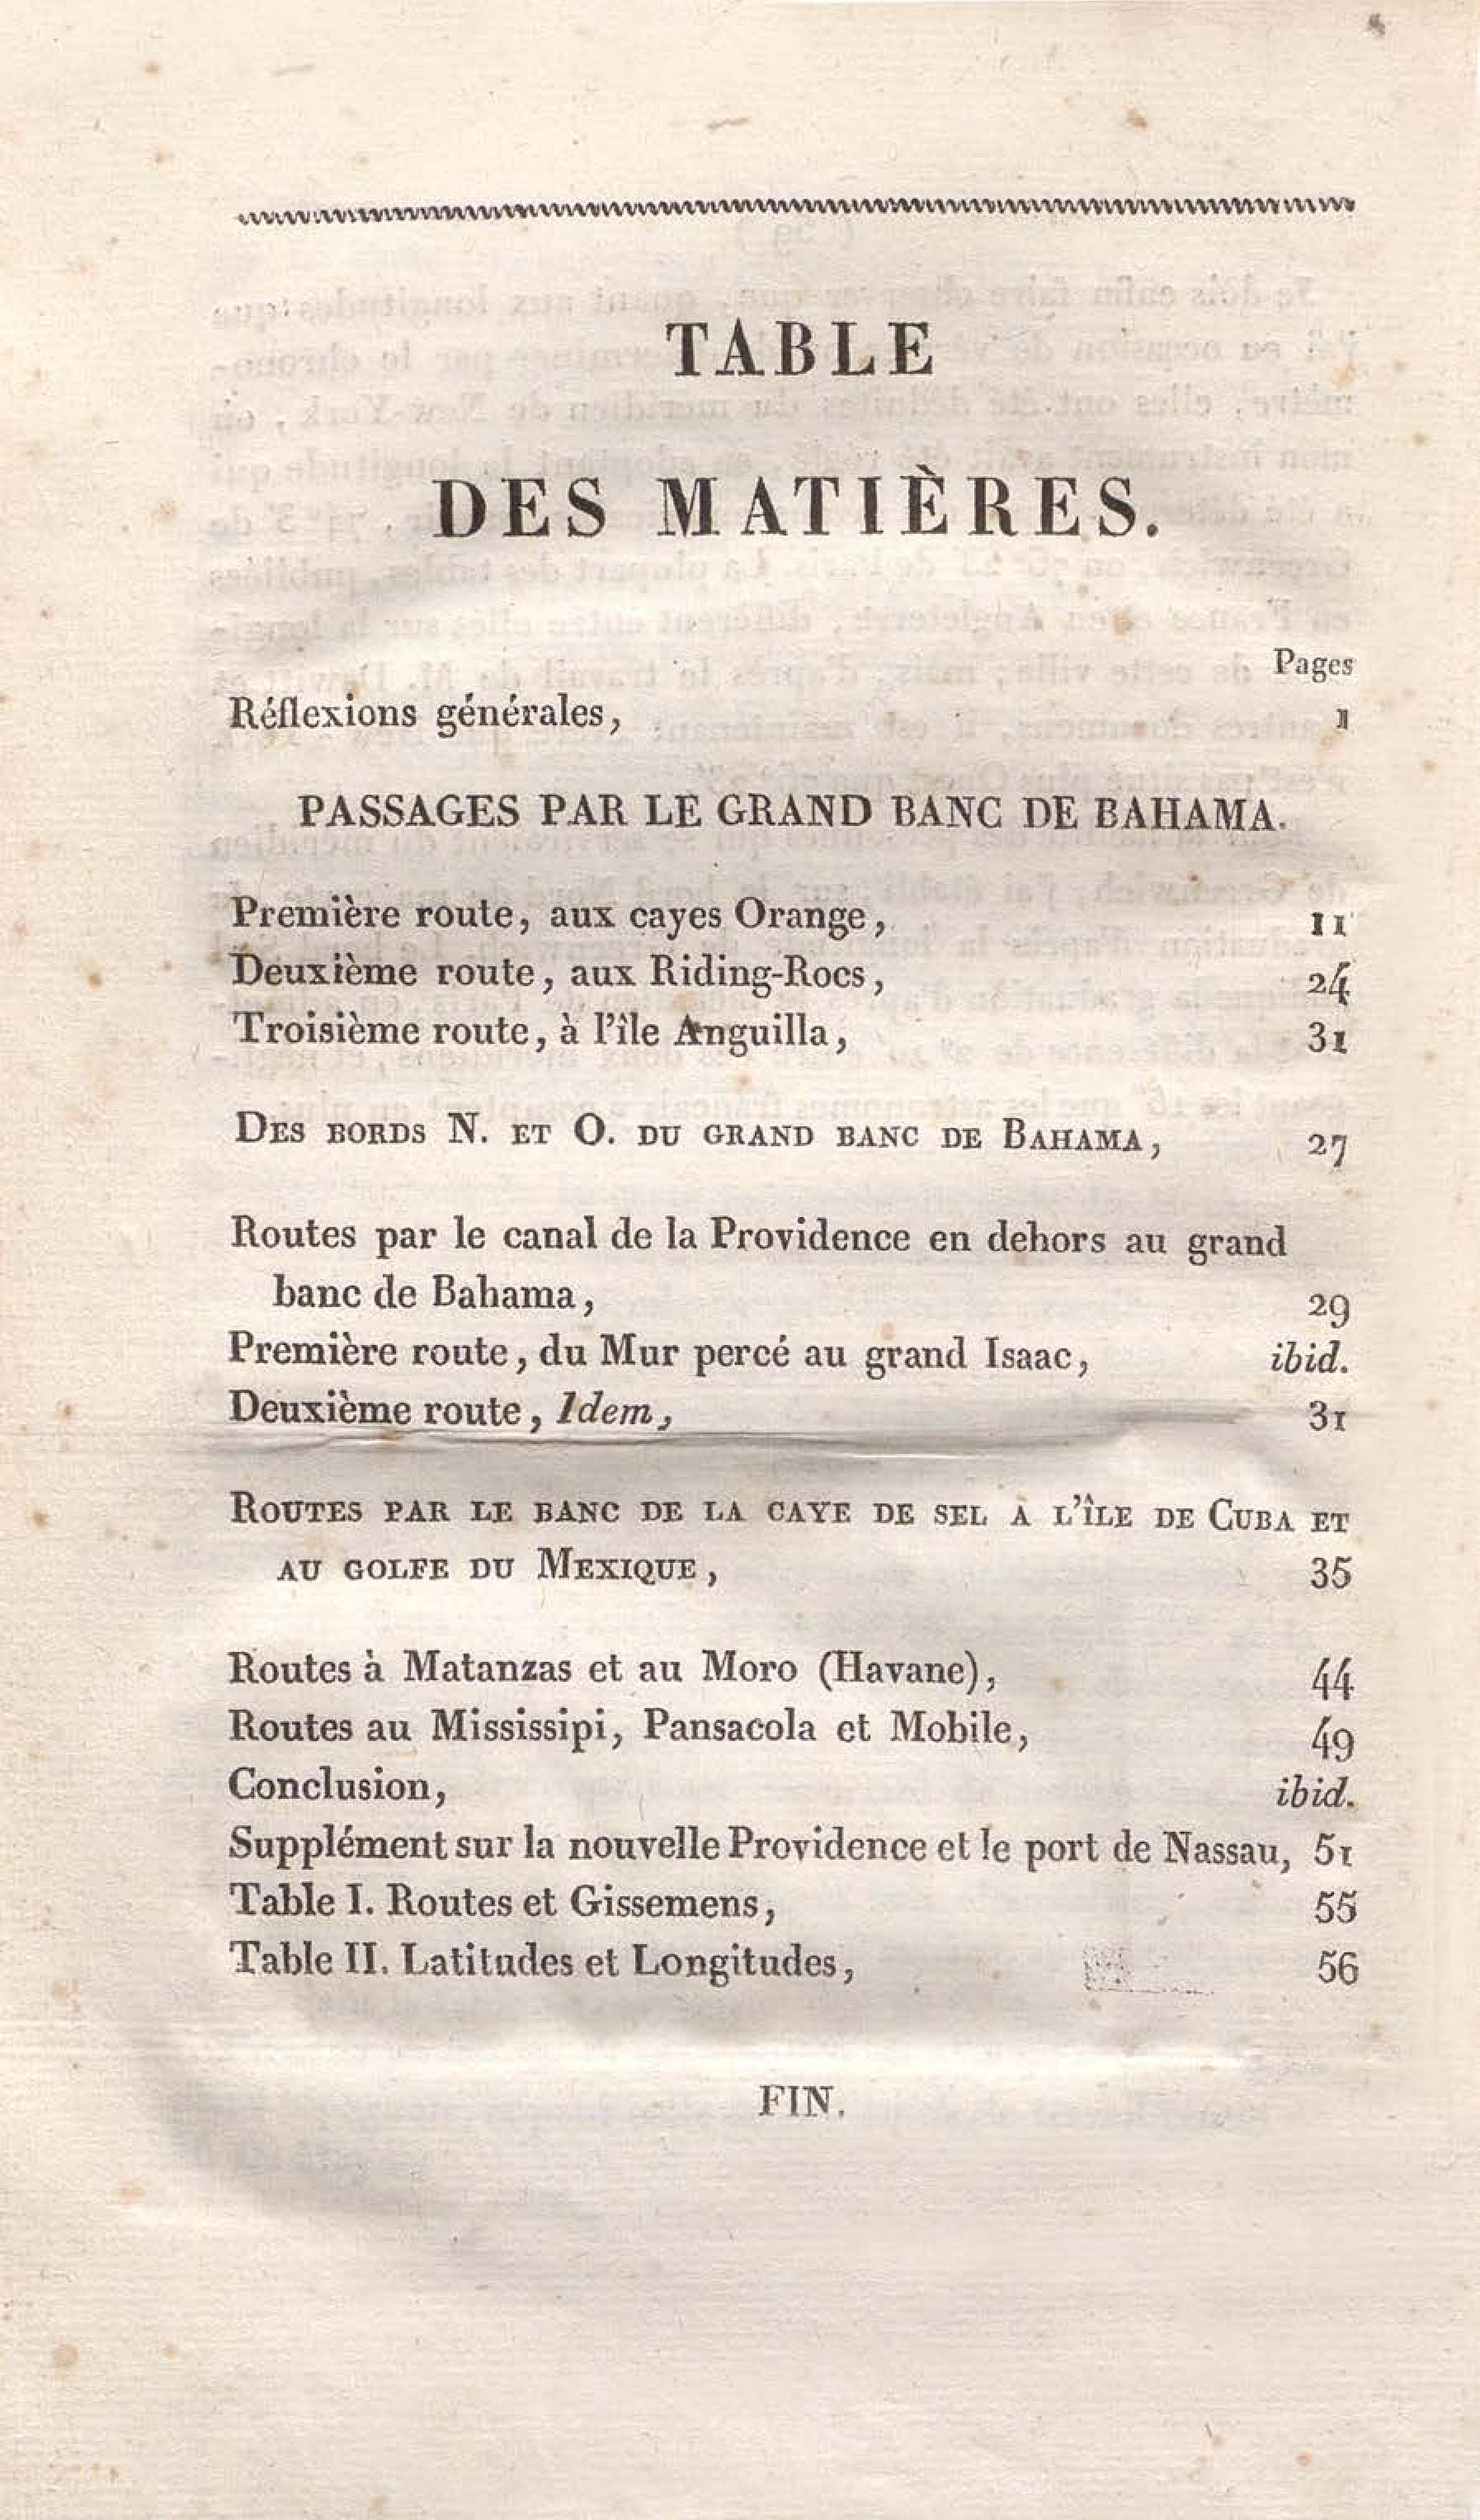 TABLE
DES MATIÈRES.
Pages
Réflexions générales, 1
PASSAGES PAR LE GRAND BANC DE BAHAMA.
Première route, aux cayes Orange, 11
Deuxième route, aux Riding-Rocs, 24
Troisième route, à l'île Anguilla, 31
DES BORDS N. ET O. DU GRAND BANC DE BAHAMA, 27
Routes par le canal de la Providence en dehors au grand
banc de Bahama, 29
Première route, du Mur percé au grand Isaac, ibid.
Deuxième route, Idem, 31
ROUTES PAR LE BANC DE LA CAYE DE SEL À L'ÎLE DE CUBA ET
AU GOLFE DU MEXIQUE, 35
Routes à Matanzas et au Moro (Havane), 44
Routes au Mississipi, Pansacola et Mobile, 49
Conclusion, ibid.
Supplément sur la nouvelle Providence et le port de Nassau, 51
Table I. Routes et Gissemens, 55
Table II. Latitudes et Longitudes, 56
FIN.